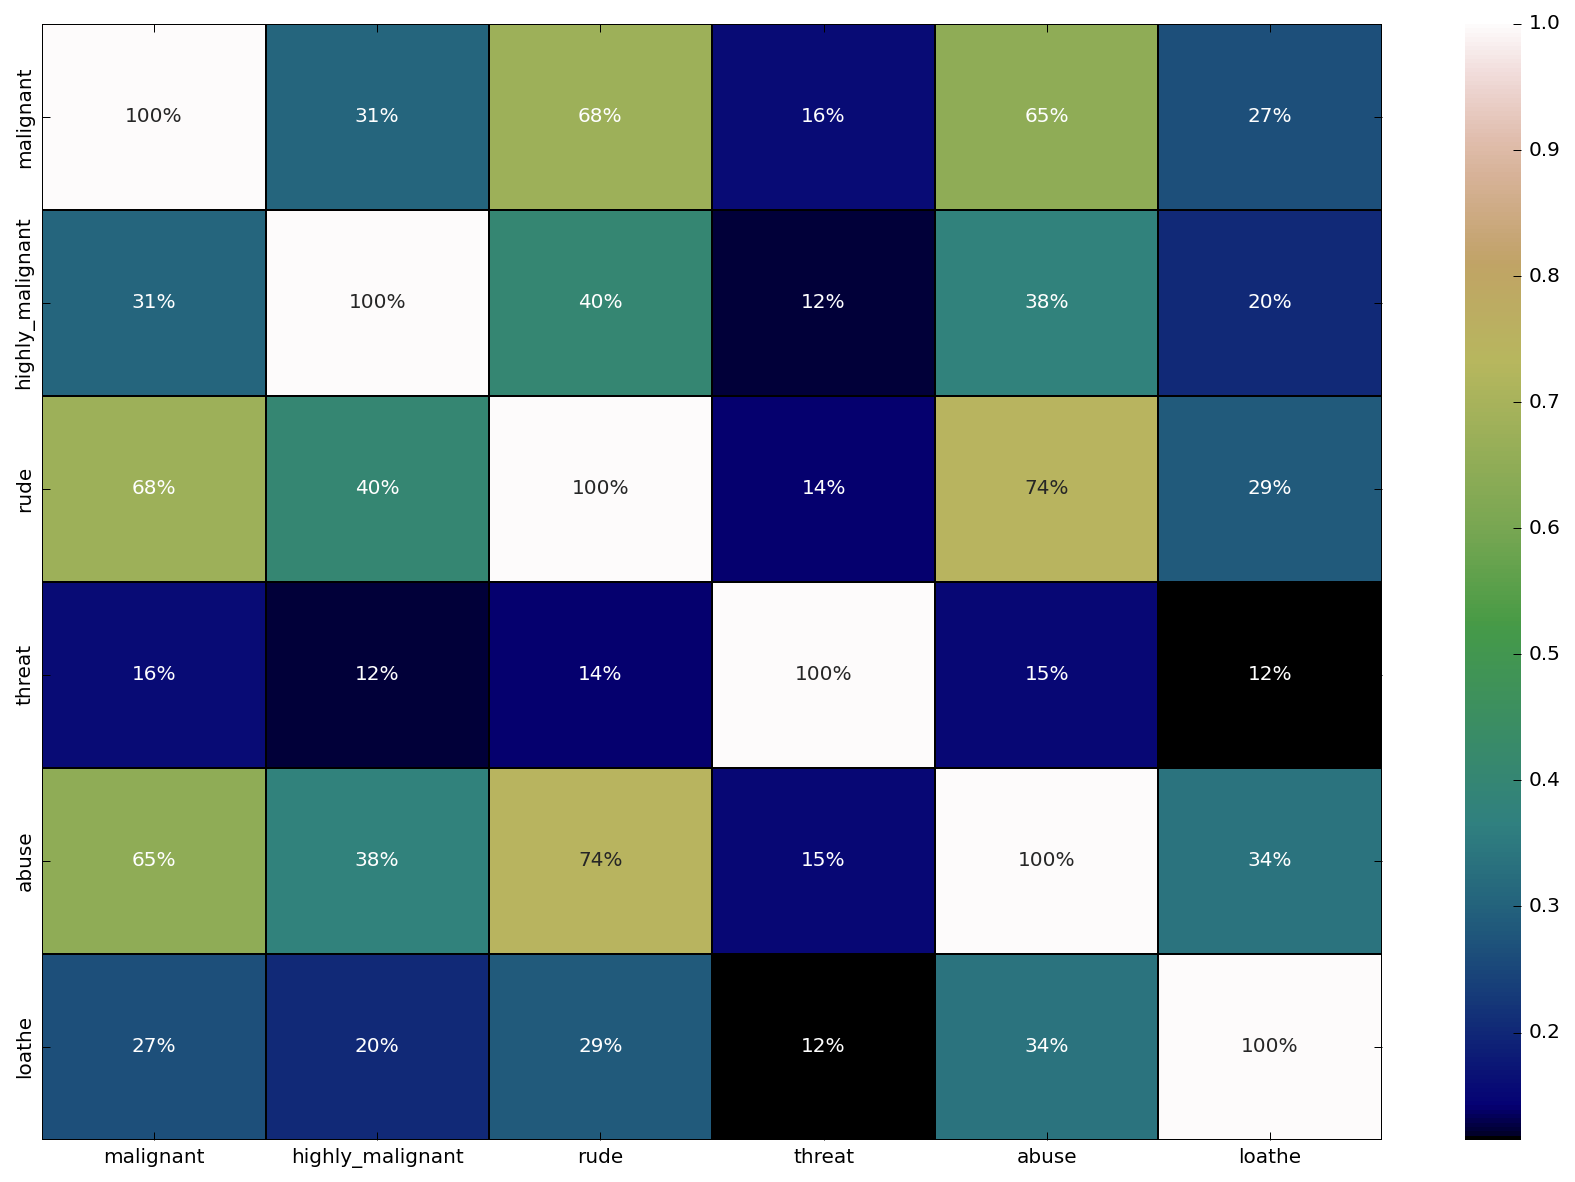 malignant 100% 31% 68% 16% 65% 27%
highly_malignant 31% 100% 40% 12% 38% 20%
rude 68% 40% 100% 14% 74% 29%
threat 16% 12% 14% 100% 15% 12%
abuse 65% 38% 74% 15% 100% 34%
loathe 27% 20% 29% 12% 34% 100%
malignant highly_malignant rude threat abuse loathe
1.0
0.9
0.8
0.7
0.6
0.5
0.4
0.3
0.2